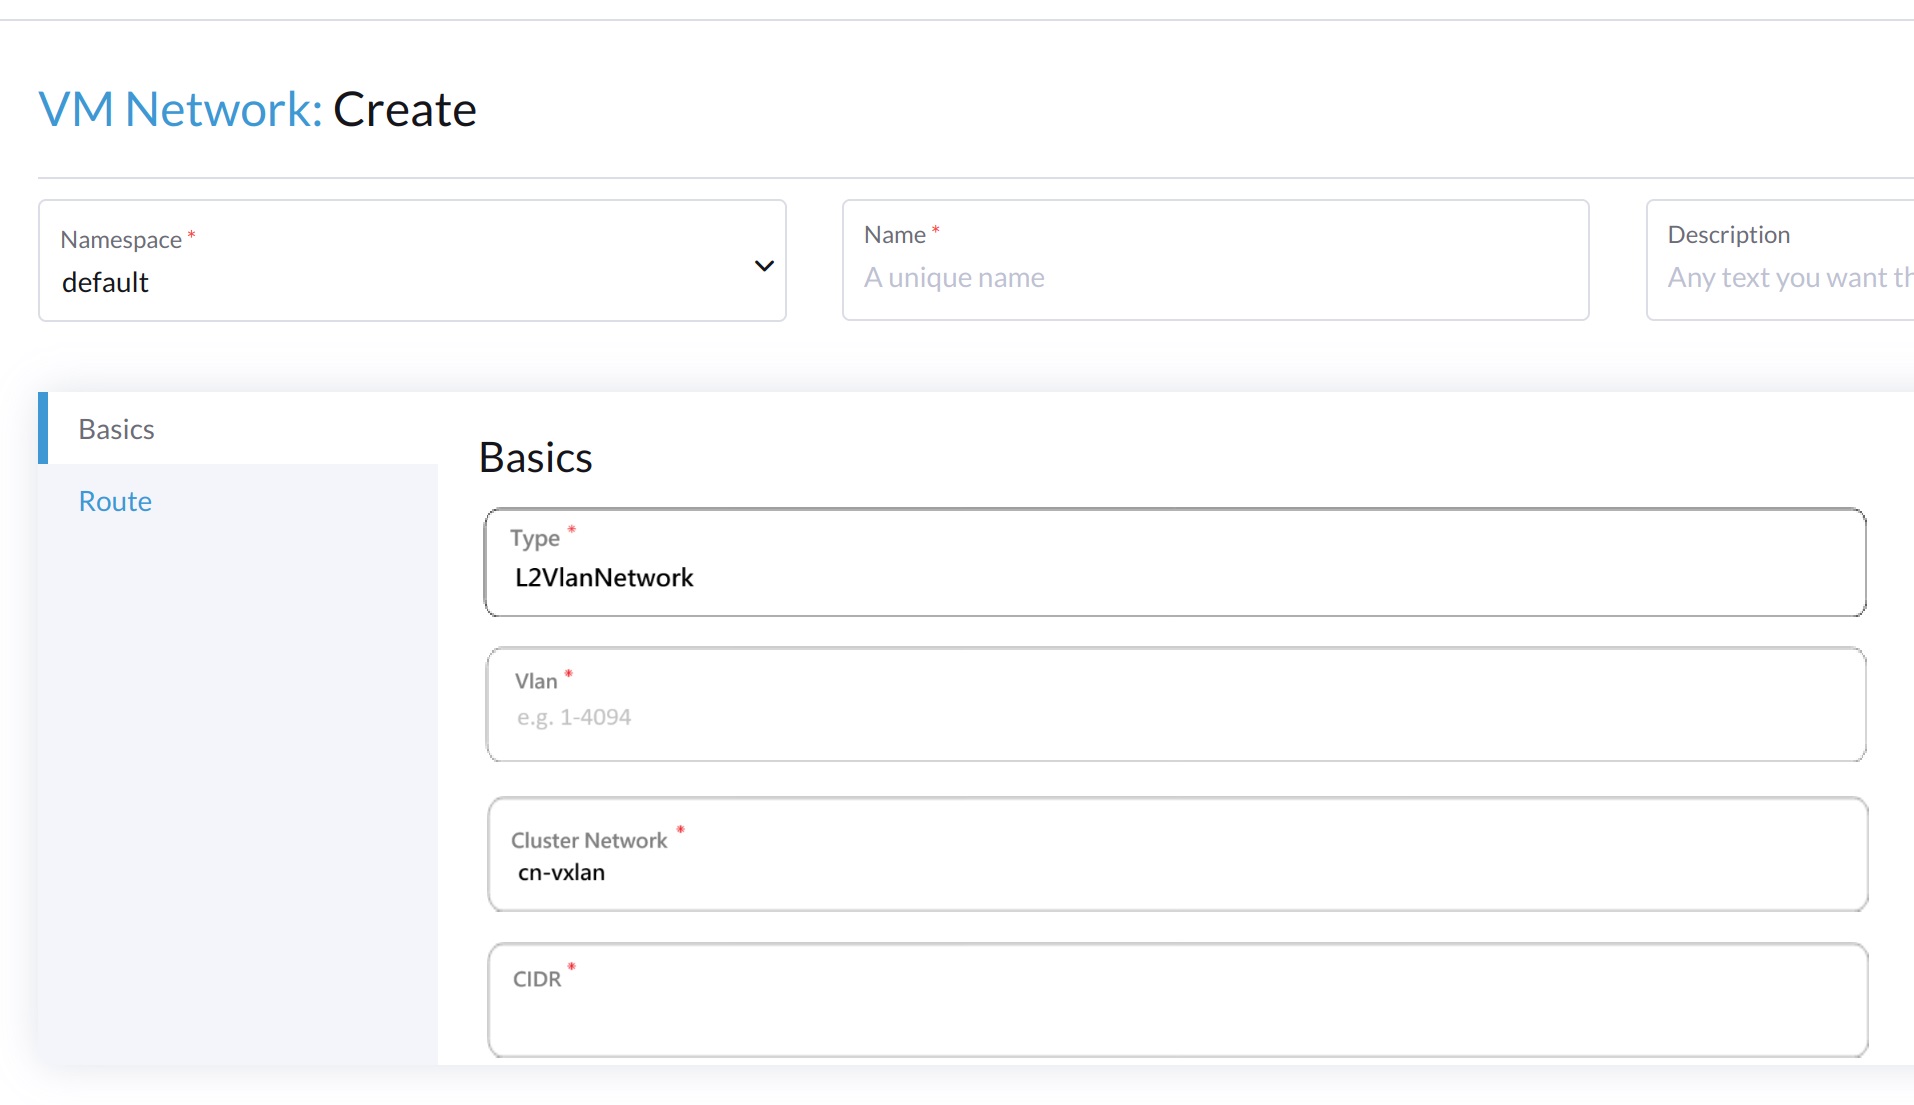 VM Network: Create
Namespace *
default
Name *
A unique name
Description
Any text you want
Basics
Route
Basics
Type *
L2VlanNetwork
Vlan *
e.g. 1-4094
Cluster Network *
cn-vxlan
CIDR *